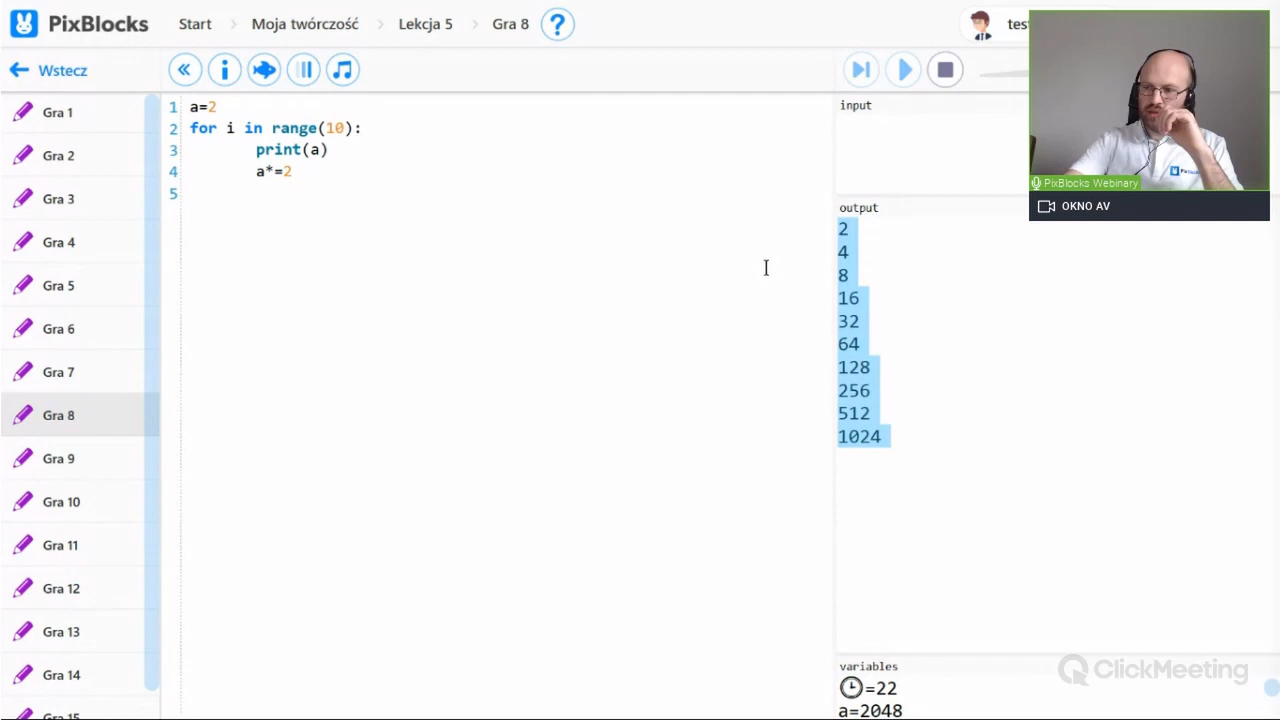 PixBlocks Start Moja twórczość Lekcja 5 Gra 8 ?
Wstecz
Gra 1
Gra 2
Gra 3
Gra 4
Gra 5
Gra 6
Gra 7
Gra 8
Gra 9
Gra 10
Gra 11
Gra 12
Gra 13
Gra 14
1 a=2
2 for i in range(10):
3 print(a)
4 a*=2
5
input
output
2
4
8
16
32
64
128
256
512
1024
variables
=22
a=2048
PixBlocks Webinary
OKNO AV
ClickMeeting